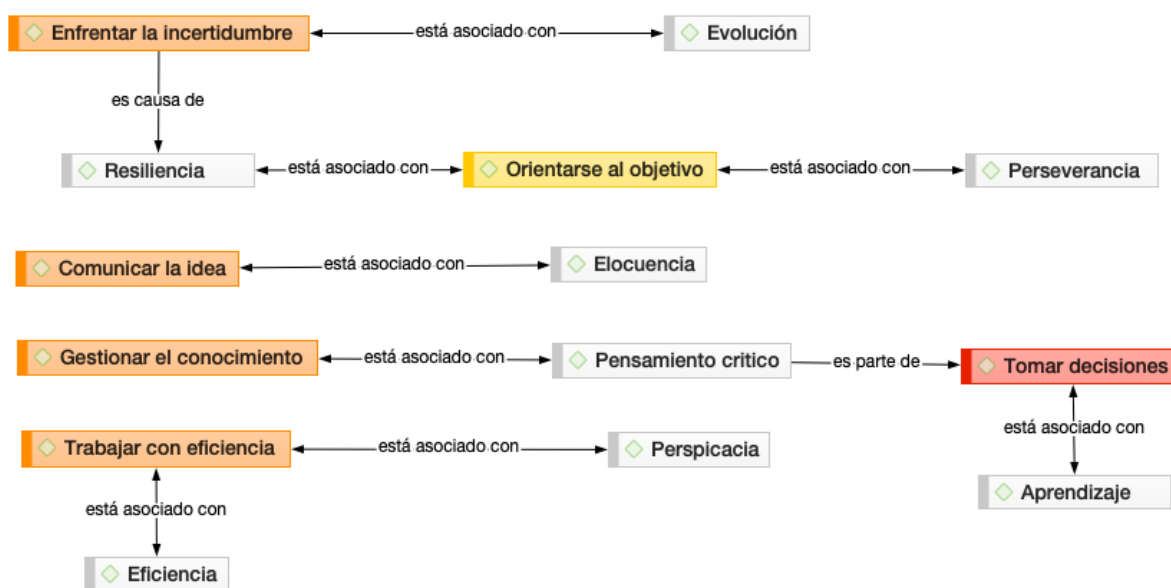 Enfrentar la incertidumbre
está asociado con
Evolución
es causa de
Resiliencia
está asociado con
Orientarse al objetivo
está asociado con
Perseverancia
Comunicar la idea
está asociado con
Elocuencia
Gestionar el conocimiento
está asociado con
Pensamiento critico
es parte de
Tomar decisiones
Trabajar con eficiencia
está asociado con
Perspicacia
está asociado con
Aprendizaje
está asociado con
Eficiencia